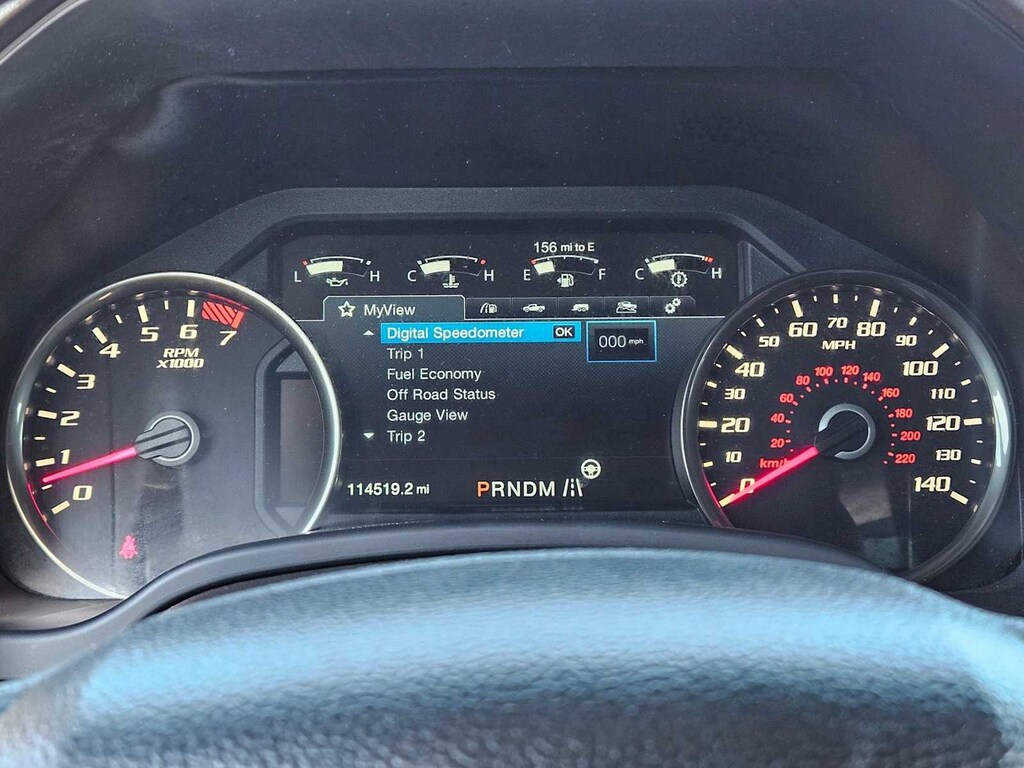 156 mi to E
L H C H E F C H
MyView
Digital Speedometer OK
000 mph
Trip 1
Fuel Economy
Off Road Status
Gauge View
Trip 2
114519.2 mi
PRNDM
0 1 2 3 4 5 6 7
RPM
X1000
0 10 20 30 40 50 60 70 80 90 100 110 120 130 140
MPH
20 40 60 80 100 120 140 160 180 200 220
km/h